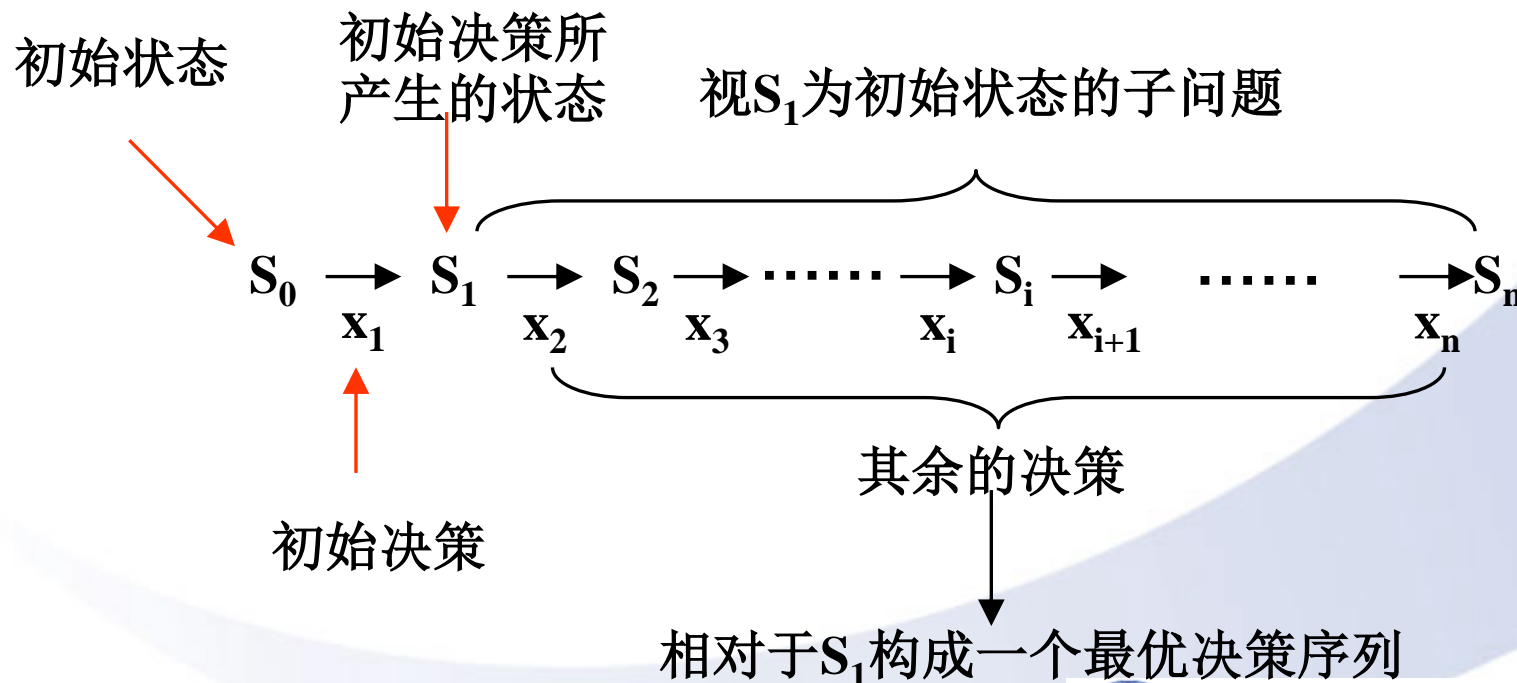 初始状态
初始决策所
产生的状态
视S₁为初始状态的子问题
S₀ → S₁ → S₂ → ······ → Sᵢ → ······ → Sₙ
x₁ x₂ x₃ xᵢ xᵢ₊₁ xₙ
其余的决策
初始决策
相对于S₁构成一个最优决策序列